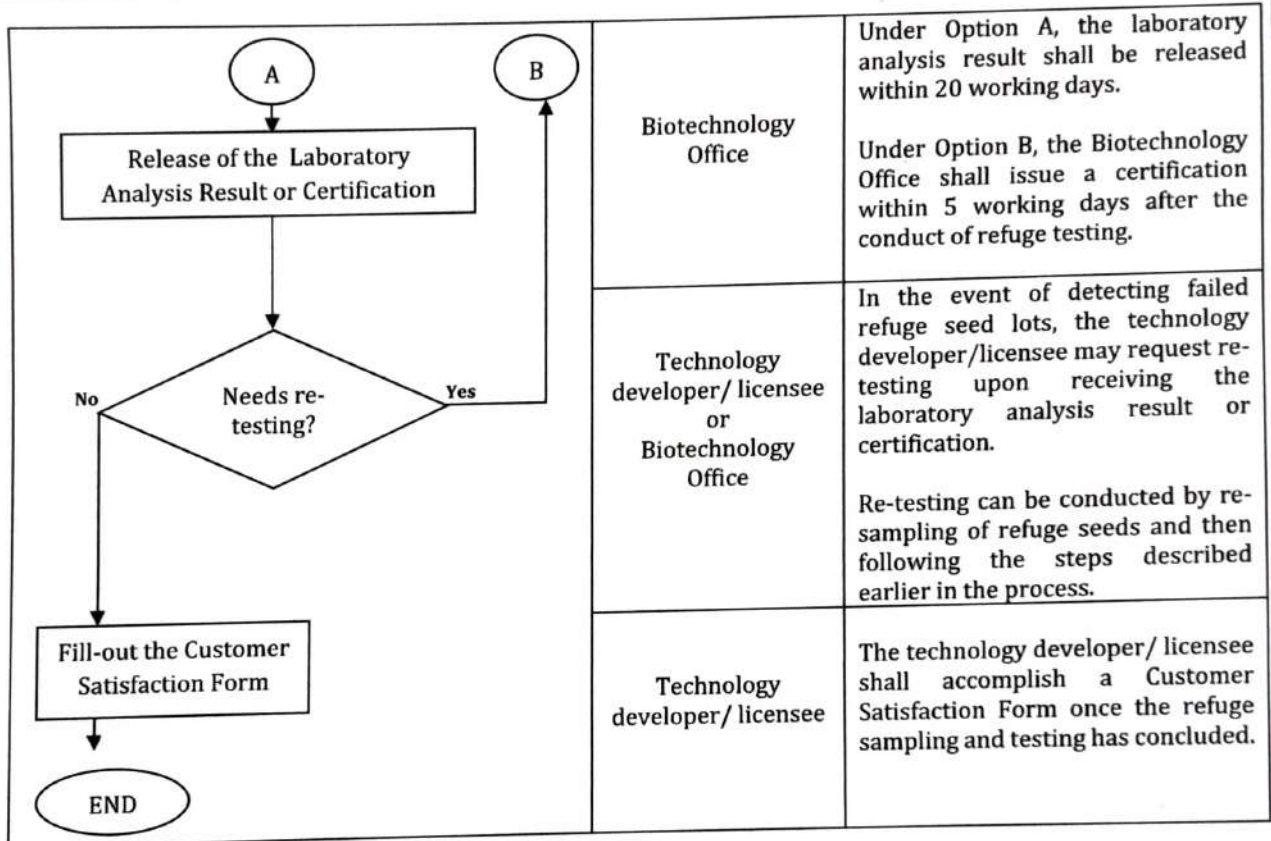 A
B
Release of the Laboratory
Analysis Result or Certification
No
Needs re-
testing?
Yes
Fill-out the Customer
Satisfaction Form
END
Biotechnology
Office
Under Option A, the laboratory
analysis result shall be released
within 20 working days.
Under Option B, the Biotechnology
Office shall issue a certification
within 5 working days after the
conduct of refuge testing.
Technology
developer/ licensee
or
Biotechnology
Office
In the event of detecting failed
refuge seed lots, the technology
developer/licensee may request re-
testing upon receiving the
laboratory analysis result or
certification.
Re-testing can be conducted by re-
sampling of refuge seeds and then
following the steps described
earlier in the process.
Technology
developer/ licensee
The technology developer/ licensee
shall accomplish a Customer
Satisfaction Form once the refuge
sampling and testing has concluded.